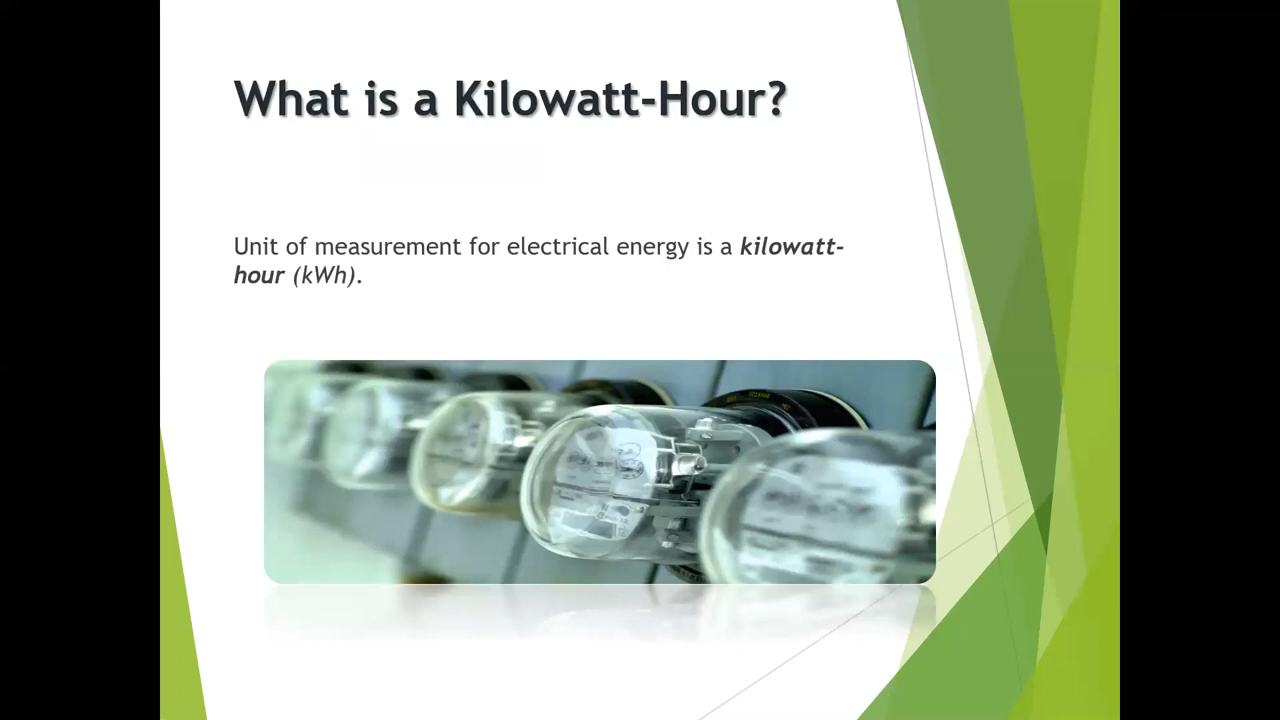 What is a Kilowatt-Hour?
Unit of measurement for electrical energy is a kilowatt-
hour (kWh).